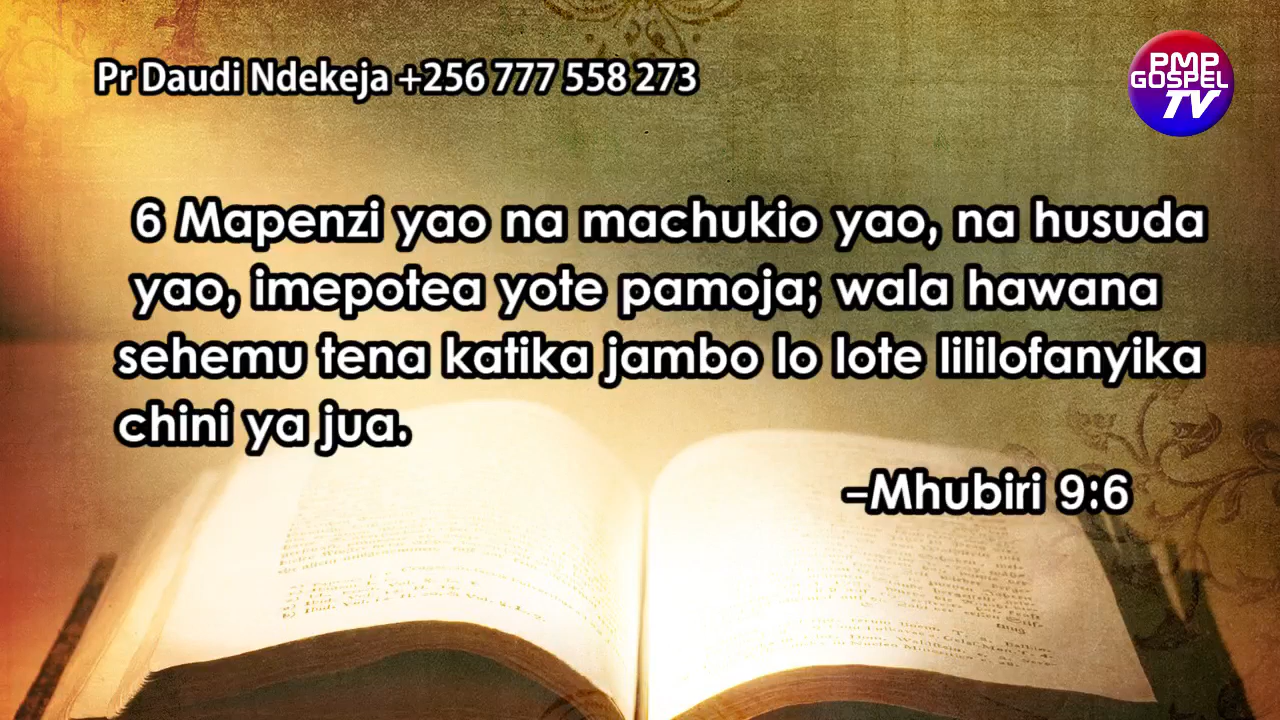 Pr Daudi Ndekeja +256 777 558 273
PMP
GOSPEL
TV
6 Mapenzi yao na machukio yao, na husuda
yao, imepotea yote pamoja; wala hawana
sehemu tena katika jambo lo lote lililofanyika
chini ya jua.
–Mhubiri 9:6